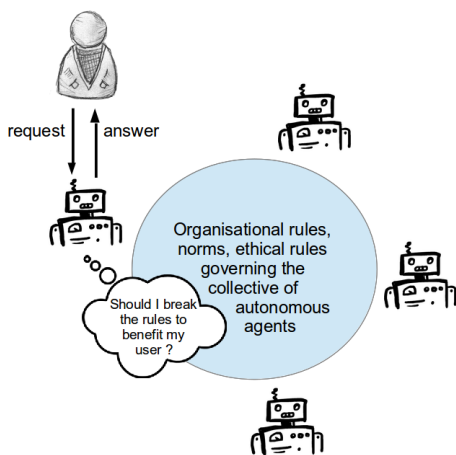 request
answer
Organisational rules,
norms, ethical rules
governing the
collective of
autonomous
agents
Should I break
the rules to
benefit my
user ?